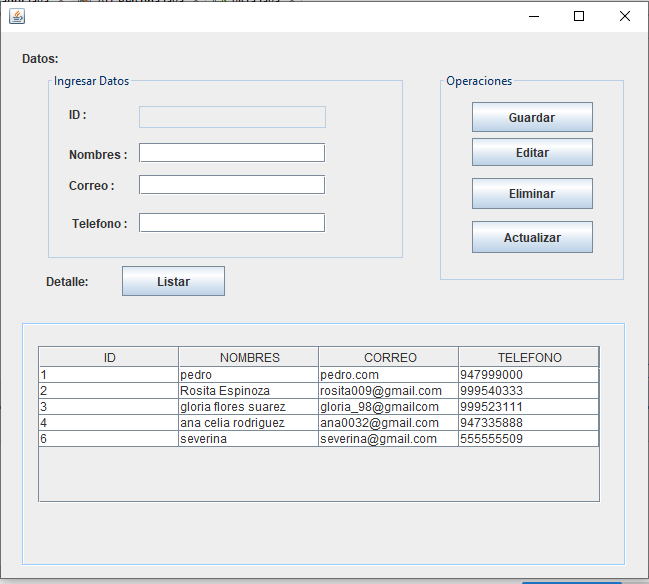 Datos:
Ingresar Datos
Operaciones
ID :
Guardar
Nombres :
Editar
Correo :
Eliminar
Telefono :
Actualizar
Detalle:
Listar
ID NOMBRES CORREO TELEFONO
1 pedro pedro.com 947999000
2 Rosita Espinoza rosita009@gmail.com 999540333
3 gloria flores suarez gloria_98@gmailcom 999523111
4 ana celia rodriguez ana0032@gmail.com 947335888
6 severina severina@gmail.com 555555509